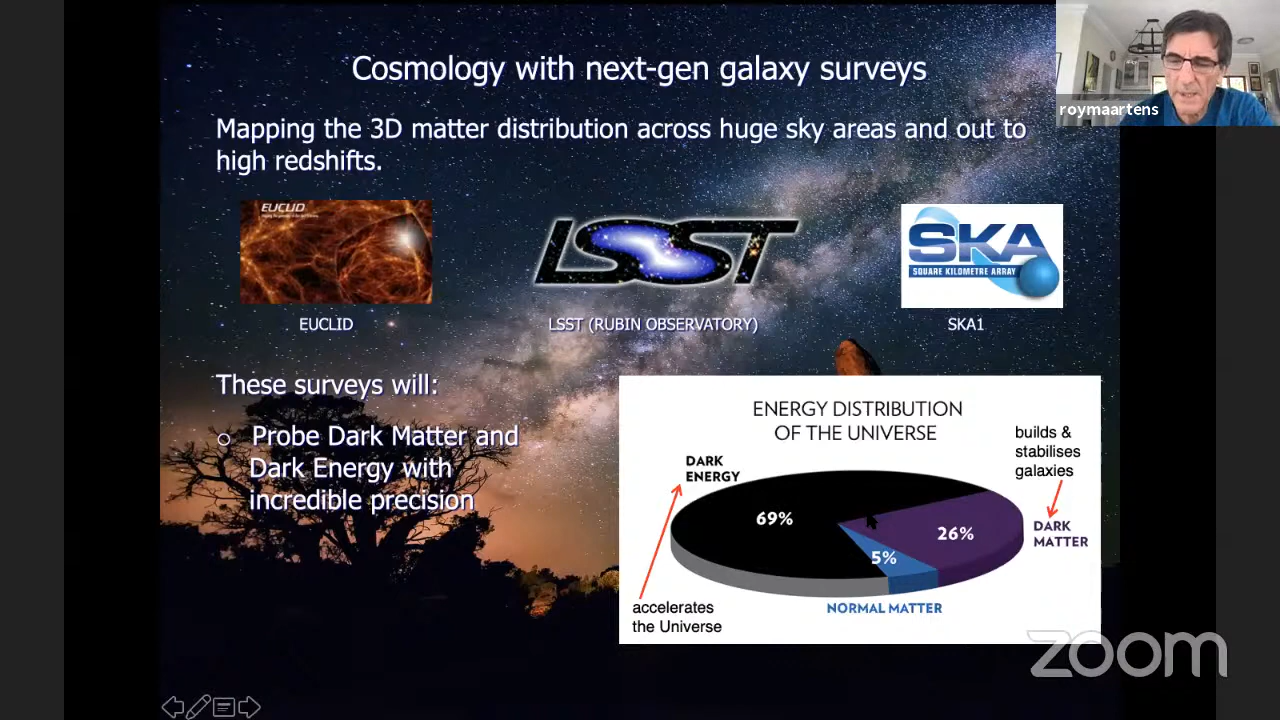 Cosmology with next-gen galaxy surveys
roymaartens
Mapping the 3D matter distribution across huge sky areas and out to
high redshifts.
EUCLID
LSST
SKA
SQUARE KILOMETRE ARRAY
EUCLID
LSST (RUBIN OBSERVATORY)
SKA1
These surveys will:
Probe Dark Matter and
Dark Energy with
incredible precision
ENERGY DISTRIBUTION
OF THE UNIVERSE
builds &
stabilises
galaxies
DARK
ENERGY
69%
26%
5%
DARK
MATTER
NORMAL MATTER
accelerates
the Universe
zoom